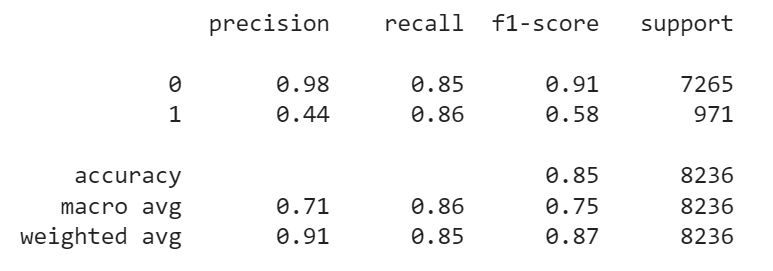 precision recall f1-score support
0 0.98 0.85 0.91 7265
1 0.44 0.86 0.58 971
accuracy 0.85 8236
macro avg 0.71 0.86 0.75 8236
weighted avg 0.91 0.85 0.87 8236